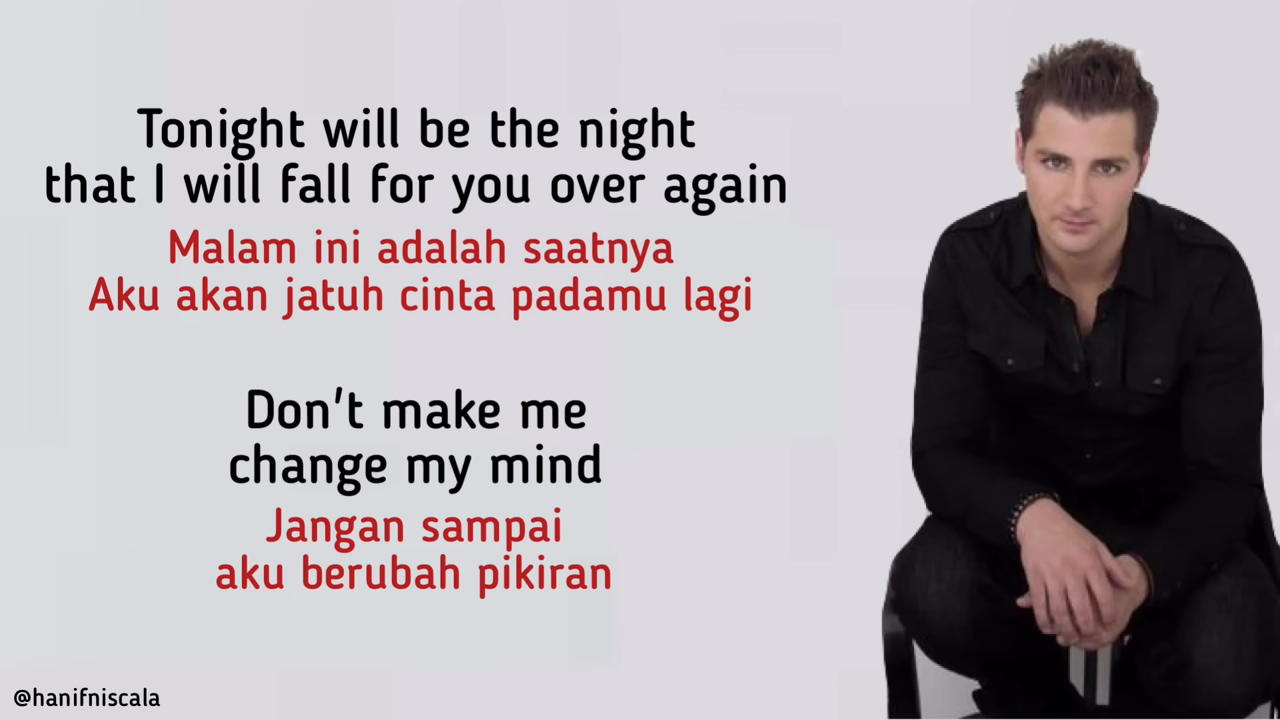 Tonight will be the night
that I will fall for you over again
Malam ini adalah saatnya
Aku akan jatuh cinta padamu lagi
Don't make me
change my mind
Jangan sampai
aku berubah pikiran
@hanifniscala